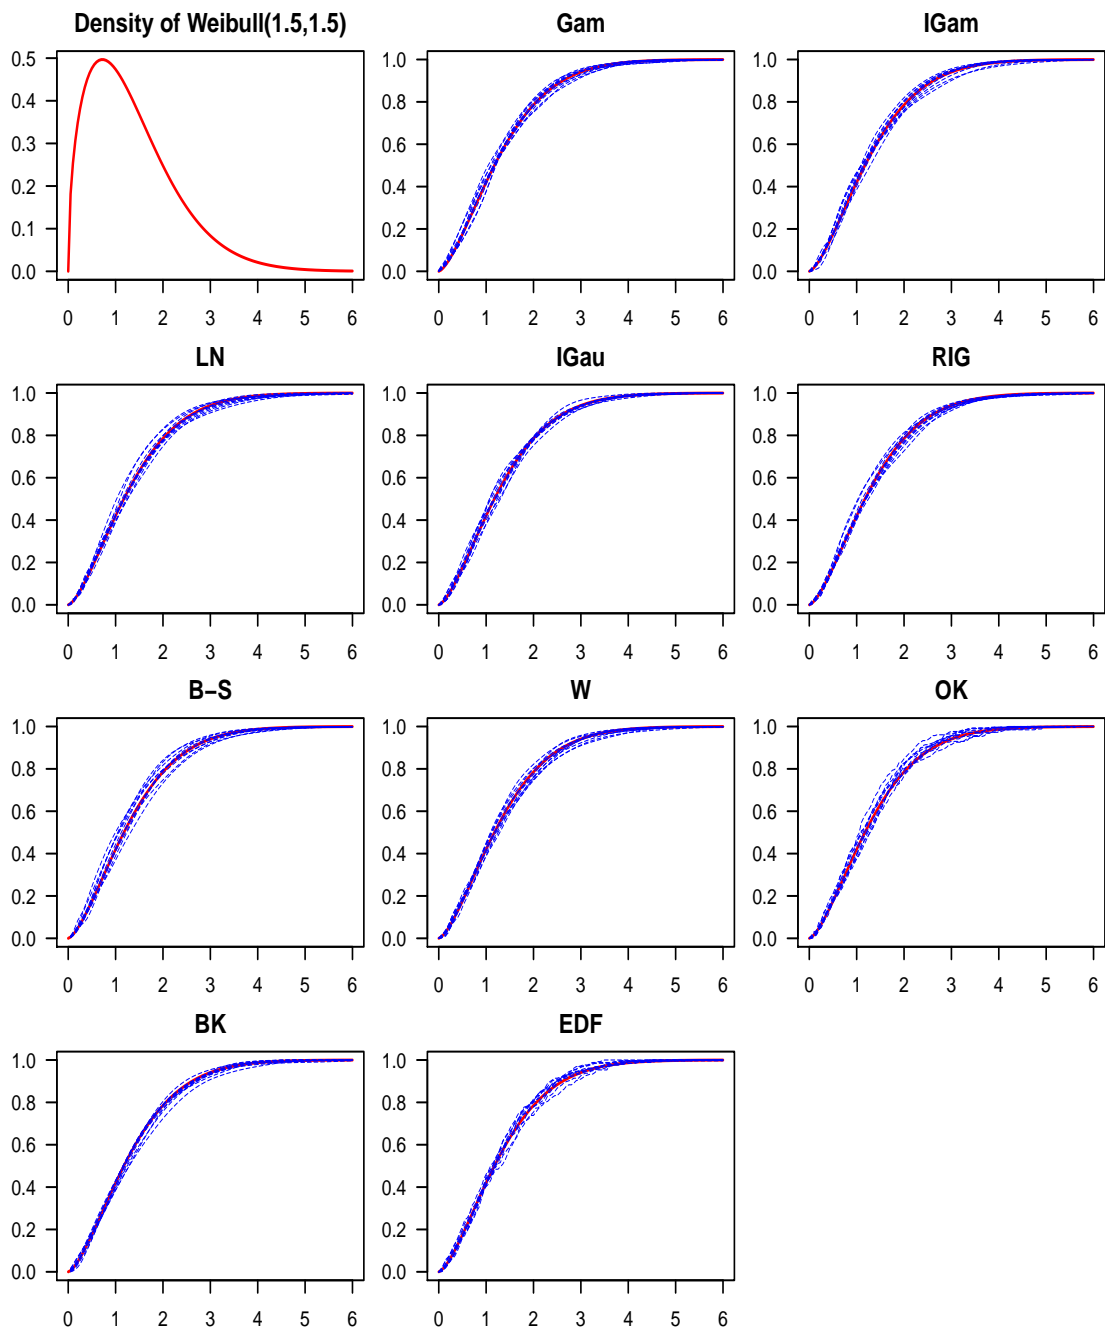 Density of Weibull(1.5,1.5) Gam IGam
0.5 1.0 1.0
0.4 0.8 0.8
0.3 0.6 0.6
0.2 0.4 0.4
0.1 0.2 0.2
0.0 0.0 0.0
0 1 2 3 4 5 6 0 1 2 3 4 5 6 0 1 2 3 4 5 6
LN IGau RIG
1.0 1.0 1.0
0.8 0.8 0.8
0.6 0.6 0.6
0.4 0.4 0.4
0.2 0.2 0.2
0.0 0.0 0.0
0 1 2 3 4 5 6 0 1 2 3 4 5 6 0 1 2 3 4 5 6
B−S W OK
1.0 1.0 1.0
0.8 0.8 0.8
0.6 0.6 0.6
0.4 0.4 0.4
0.2 0.2 0.2
0.0 0.0 0.0
0 1 2 3 4 5 6 0 1 2 3 4 5 6 0 1 2 3 4 5 6
BK EDF
1.0 1.0
0.8 0.8
0.6 0.6
0.4 0.4
0.2 0.2
0.0 0.0
0 1 2 3 4 5 6 0 1 2 3 4 5 6